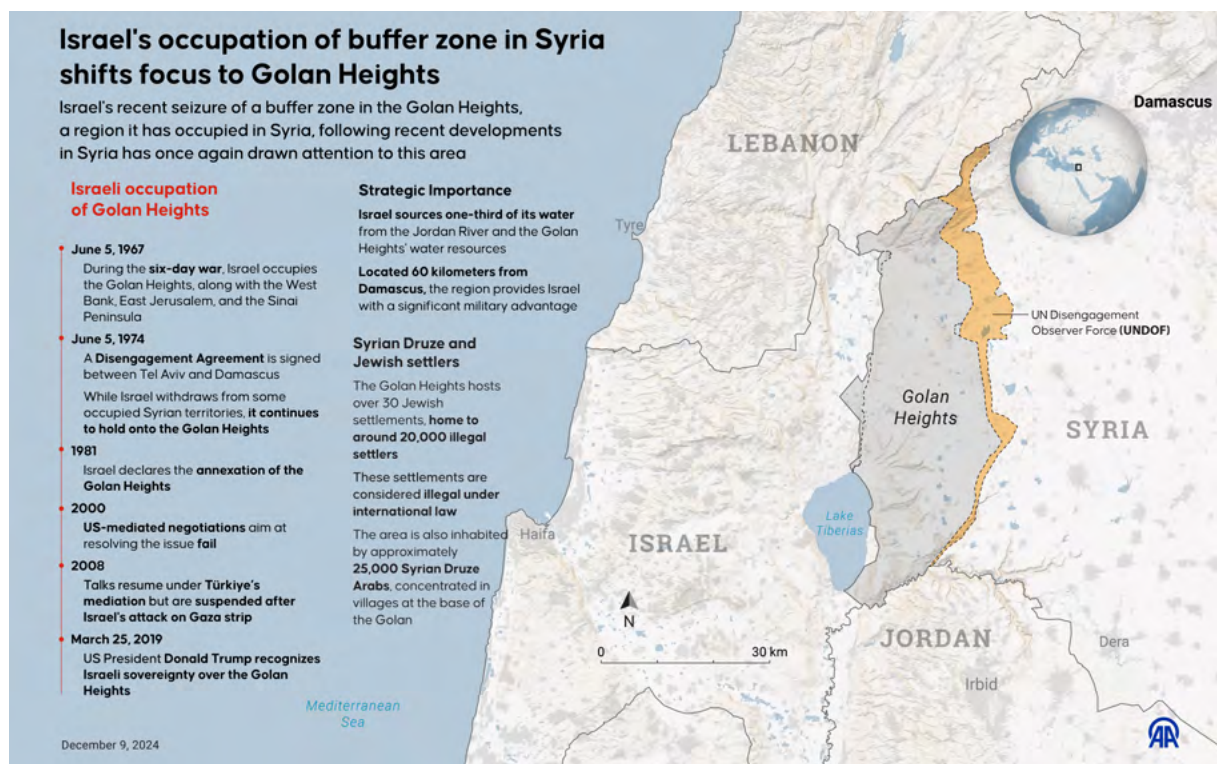 Israel's occupation of buffer zone in Syria
shifts focus to Golan Heights
Israel's recent seizure of a buffer zone in the Golan Heights,
a region it has occupied in Syria, following recent developments
in Syria has once again drawn attention to this area
Israeli occupation
of Golan Heights
June 5, 1967
During the six-day war, Israel occupies
the Golan Heights, along with the West
Bank, East Jerusalem, and the Sinai
Peninsula
June 5, 1974
A Disengagement Agreement is signed
between Tel Aviv and Damascus
While Israel withdraws from some
occupied Syrian territories, it continues
to hold onto the Golan Heights
1981
Israel declares the annexation of the
Golan Heights
2000
US-mediated negotiations aim at
resolving the issue fail
2008
Talks resume under Türkiye's
mediation but are suspended after
Israel's attack on Gaza strip
March 25, 2019
US President Donald Trump recognizes
Israeli sovereignty over the Golan
Heights
December 9, 2024
Strategic Importance
Israel sources one-third of its water
from the Jordan River and the Golan
Heights' water resources
Located 60 kilometers from
Damascus, the region provides Israel
with a significant military advantage
Syrian Druze and
Jewish settlers
The Golan Heights hosts
over 30 Jewish
settlements, home to
around 20,000 illegal
settlers
These settlements are
considered illegal under
international law
The area is also inhabited
by approximately
25,000 Syrian Druze
Arabs, concentrated in
villages at the base of
the Golan
Mediterranean
Sea
LEBANON
Damascus
Tyre
UN Disengagement
Observer Force (UNDOF)
Golan
Heights
SYRIA
Haifa
ISRAEL
Lake
Tiberias
N
0 30 km
JORDAN
Dera
Irbid
AA